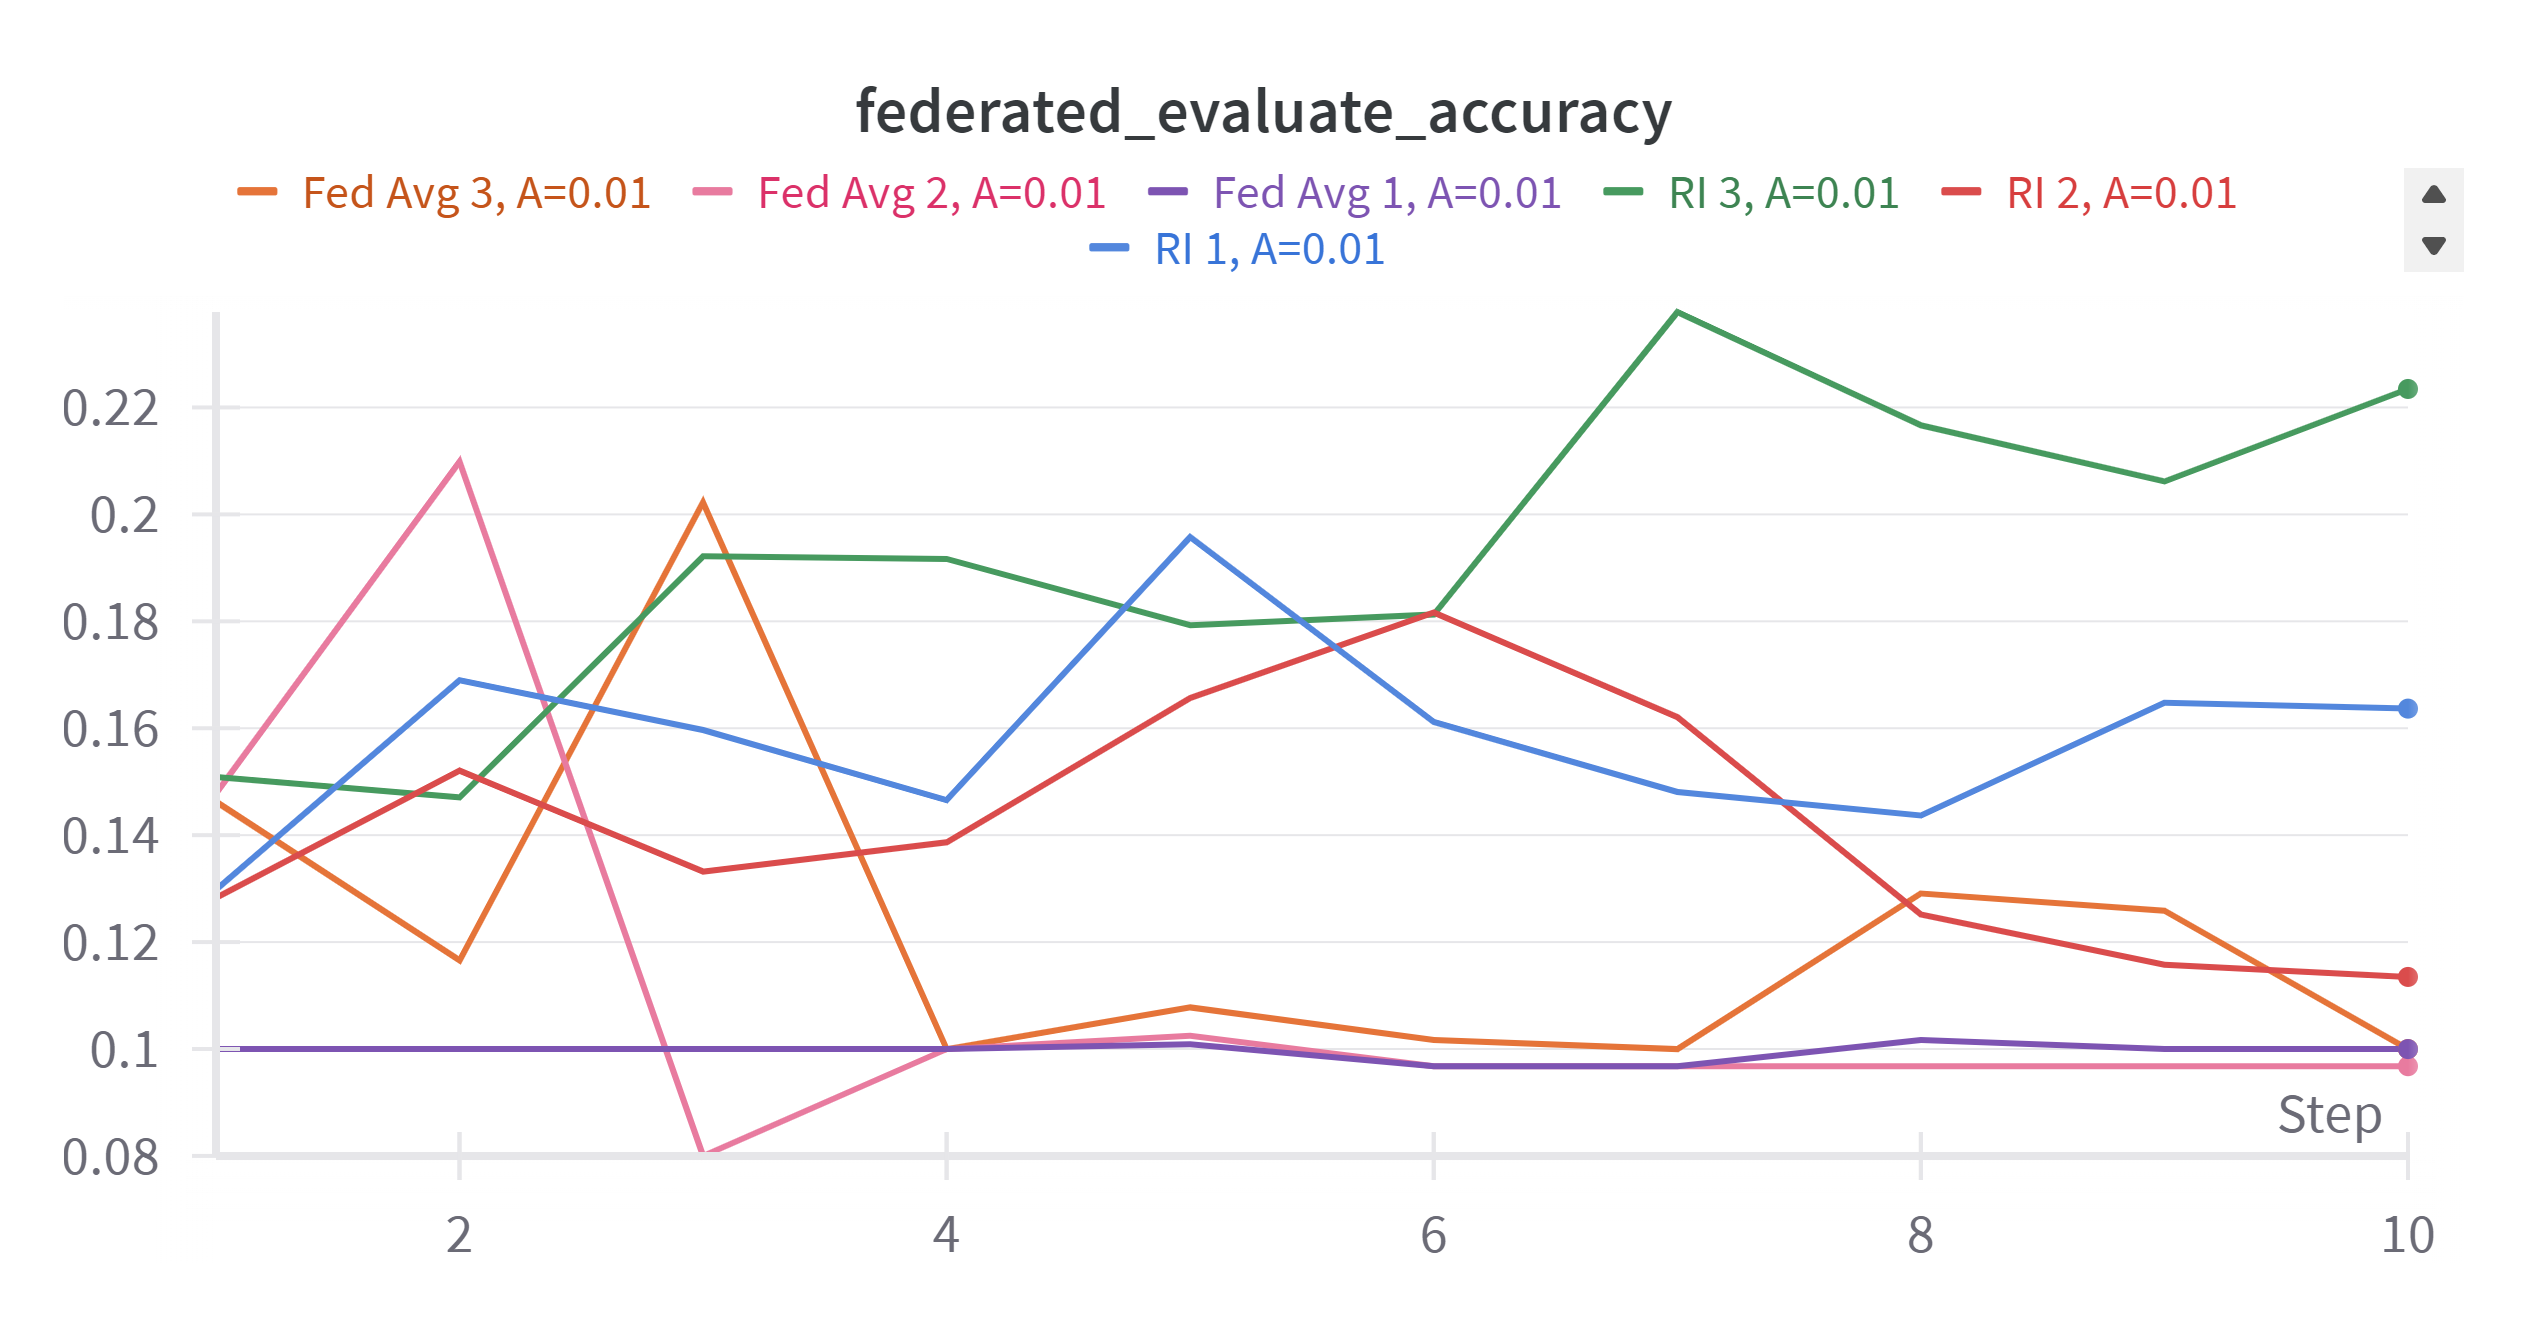 federated_evaluate_accuracy
Fed Avg 3, A=0.01 Fed Avg 2, A=0.01 Fed Avg 1, A=0.01 RI 3, A=0.01 RI 2, A=0.01
RI 1, A=0.01
0.22
0.2
0.18
0.16
0.14
0.12
0.1
0.08
Step
2 4 6 8 10